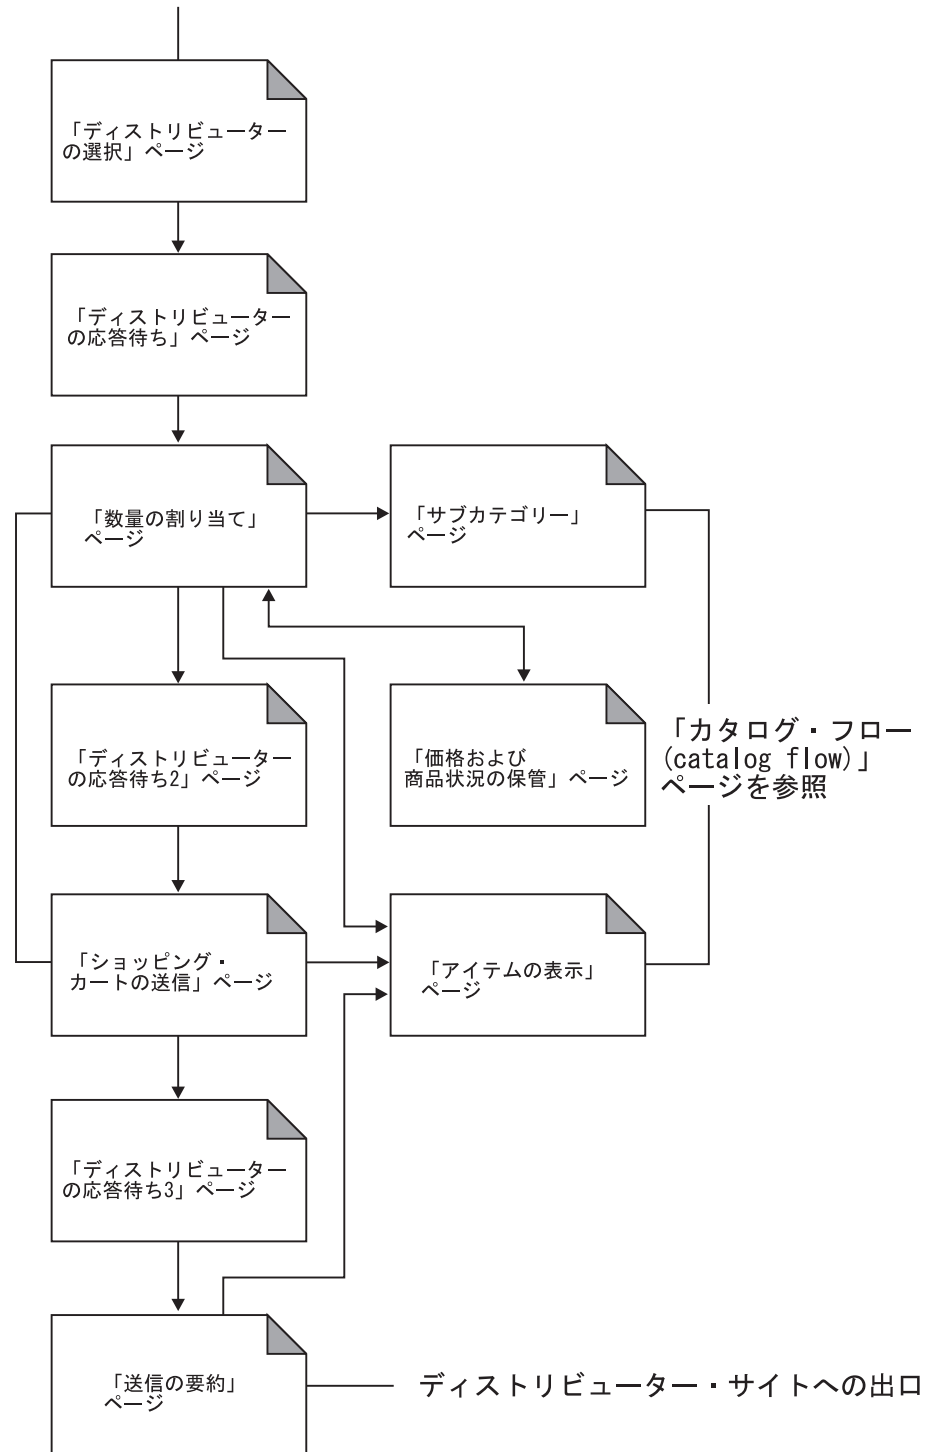 「ディストリビューター
の選択」ページ
「ディストリビューター
の応答待ち」ページ
「数量の割り当て」
ページ
「サブカテゴリー」
ページ
「ディストリビューター
の応答待ち2」ページ
「価格および
商品状況の保管」ページ
「カタログ・フロー
(catalog flow)」
ページを参照
「ショッピング・
カートの送信」ページ
「アイテムの表示」
ページ
「ディストリビューター
の応答待ち3」ページ
「送信の要約」
ページ
ディストリビューター・サイトへの出口